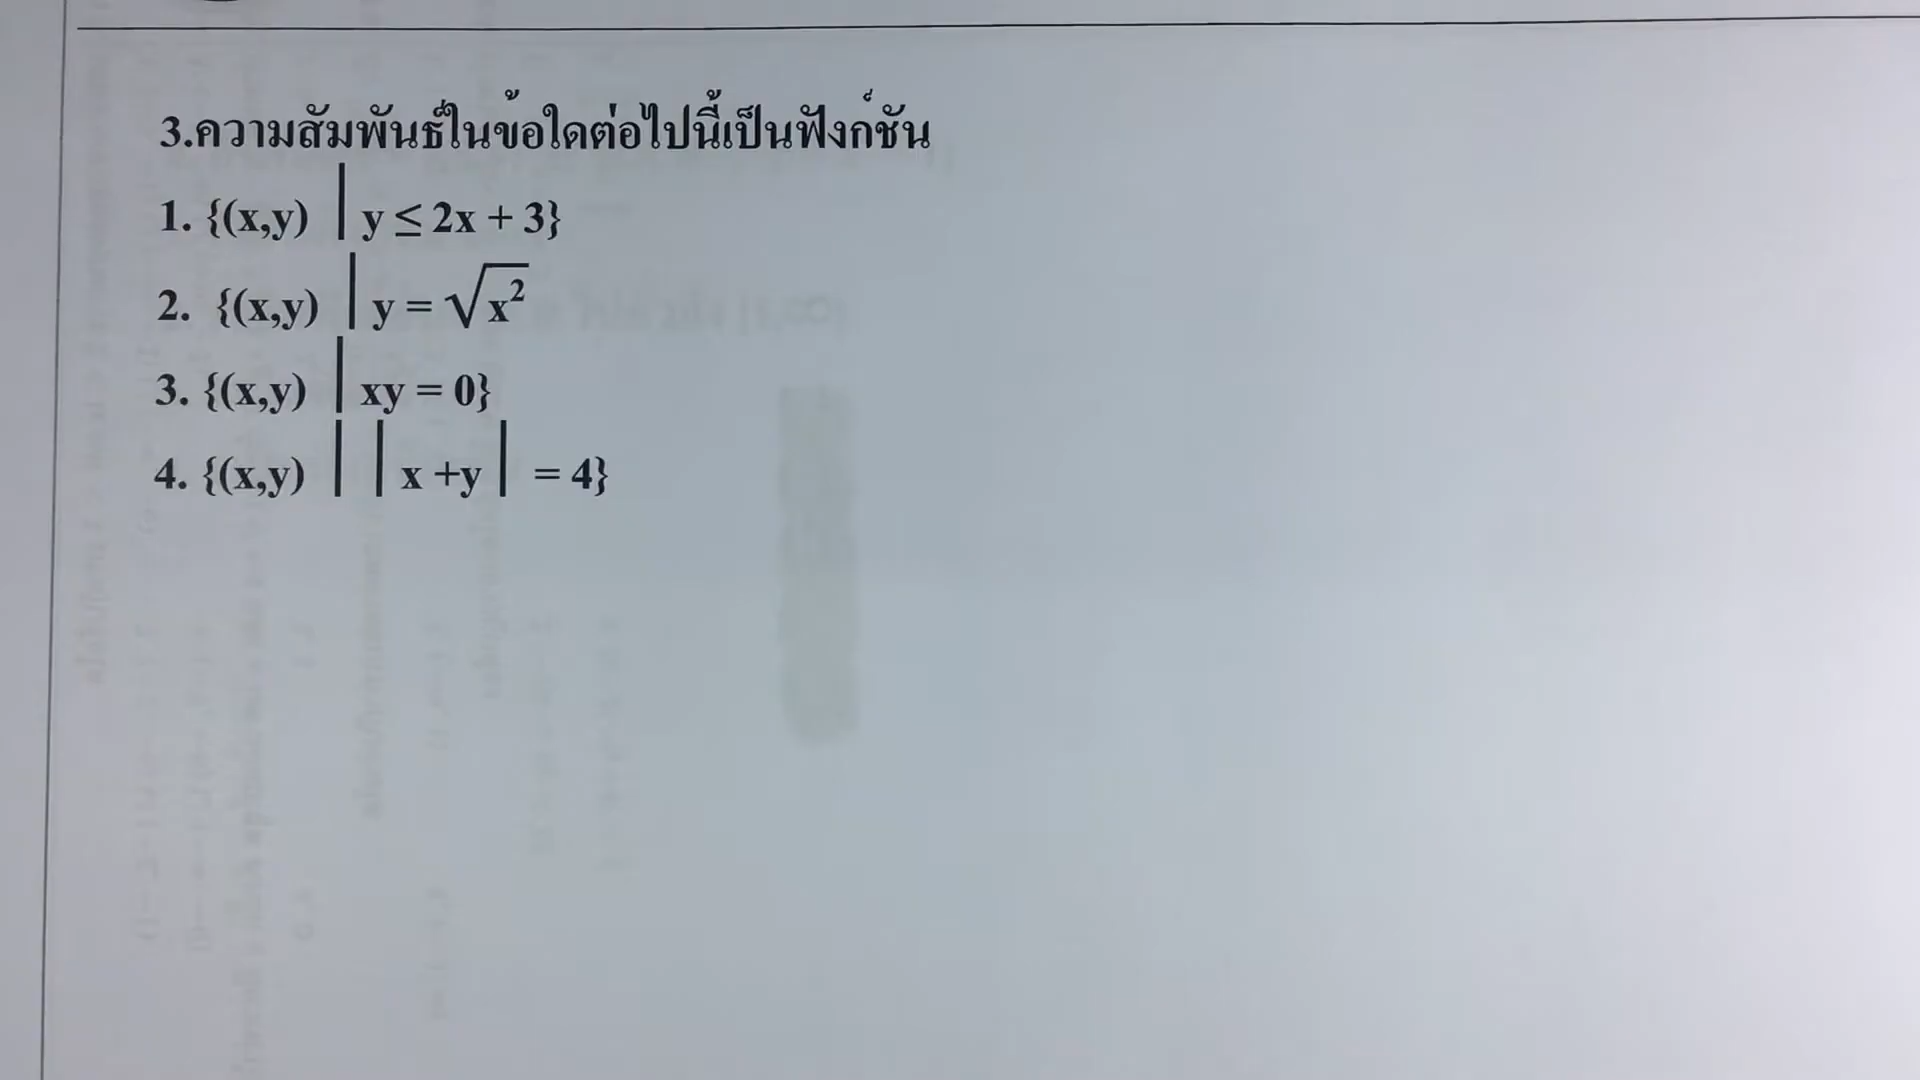 3.ความสัมพันธ์ในข้อใดต่อไปนี้เป็นฟังก์ชัน
1. {(x,y) | y ≤ 2x + 3}
2. {(x,y) | y = √x²
3. {(x,y) | xy = 0}
4. {(x,y) | | x +y | = 4}